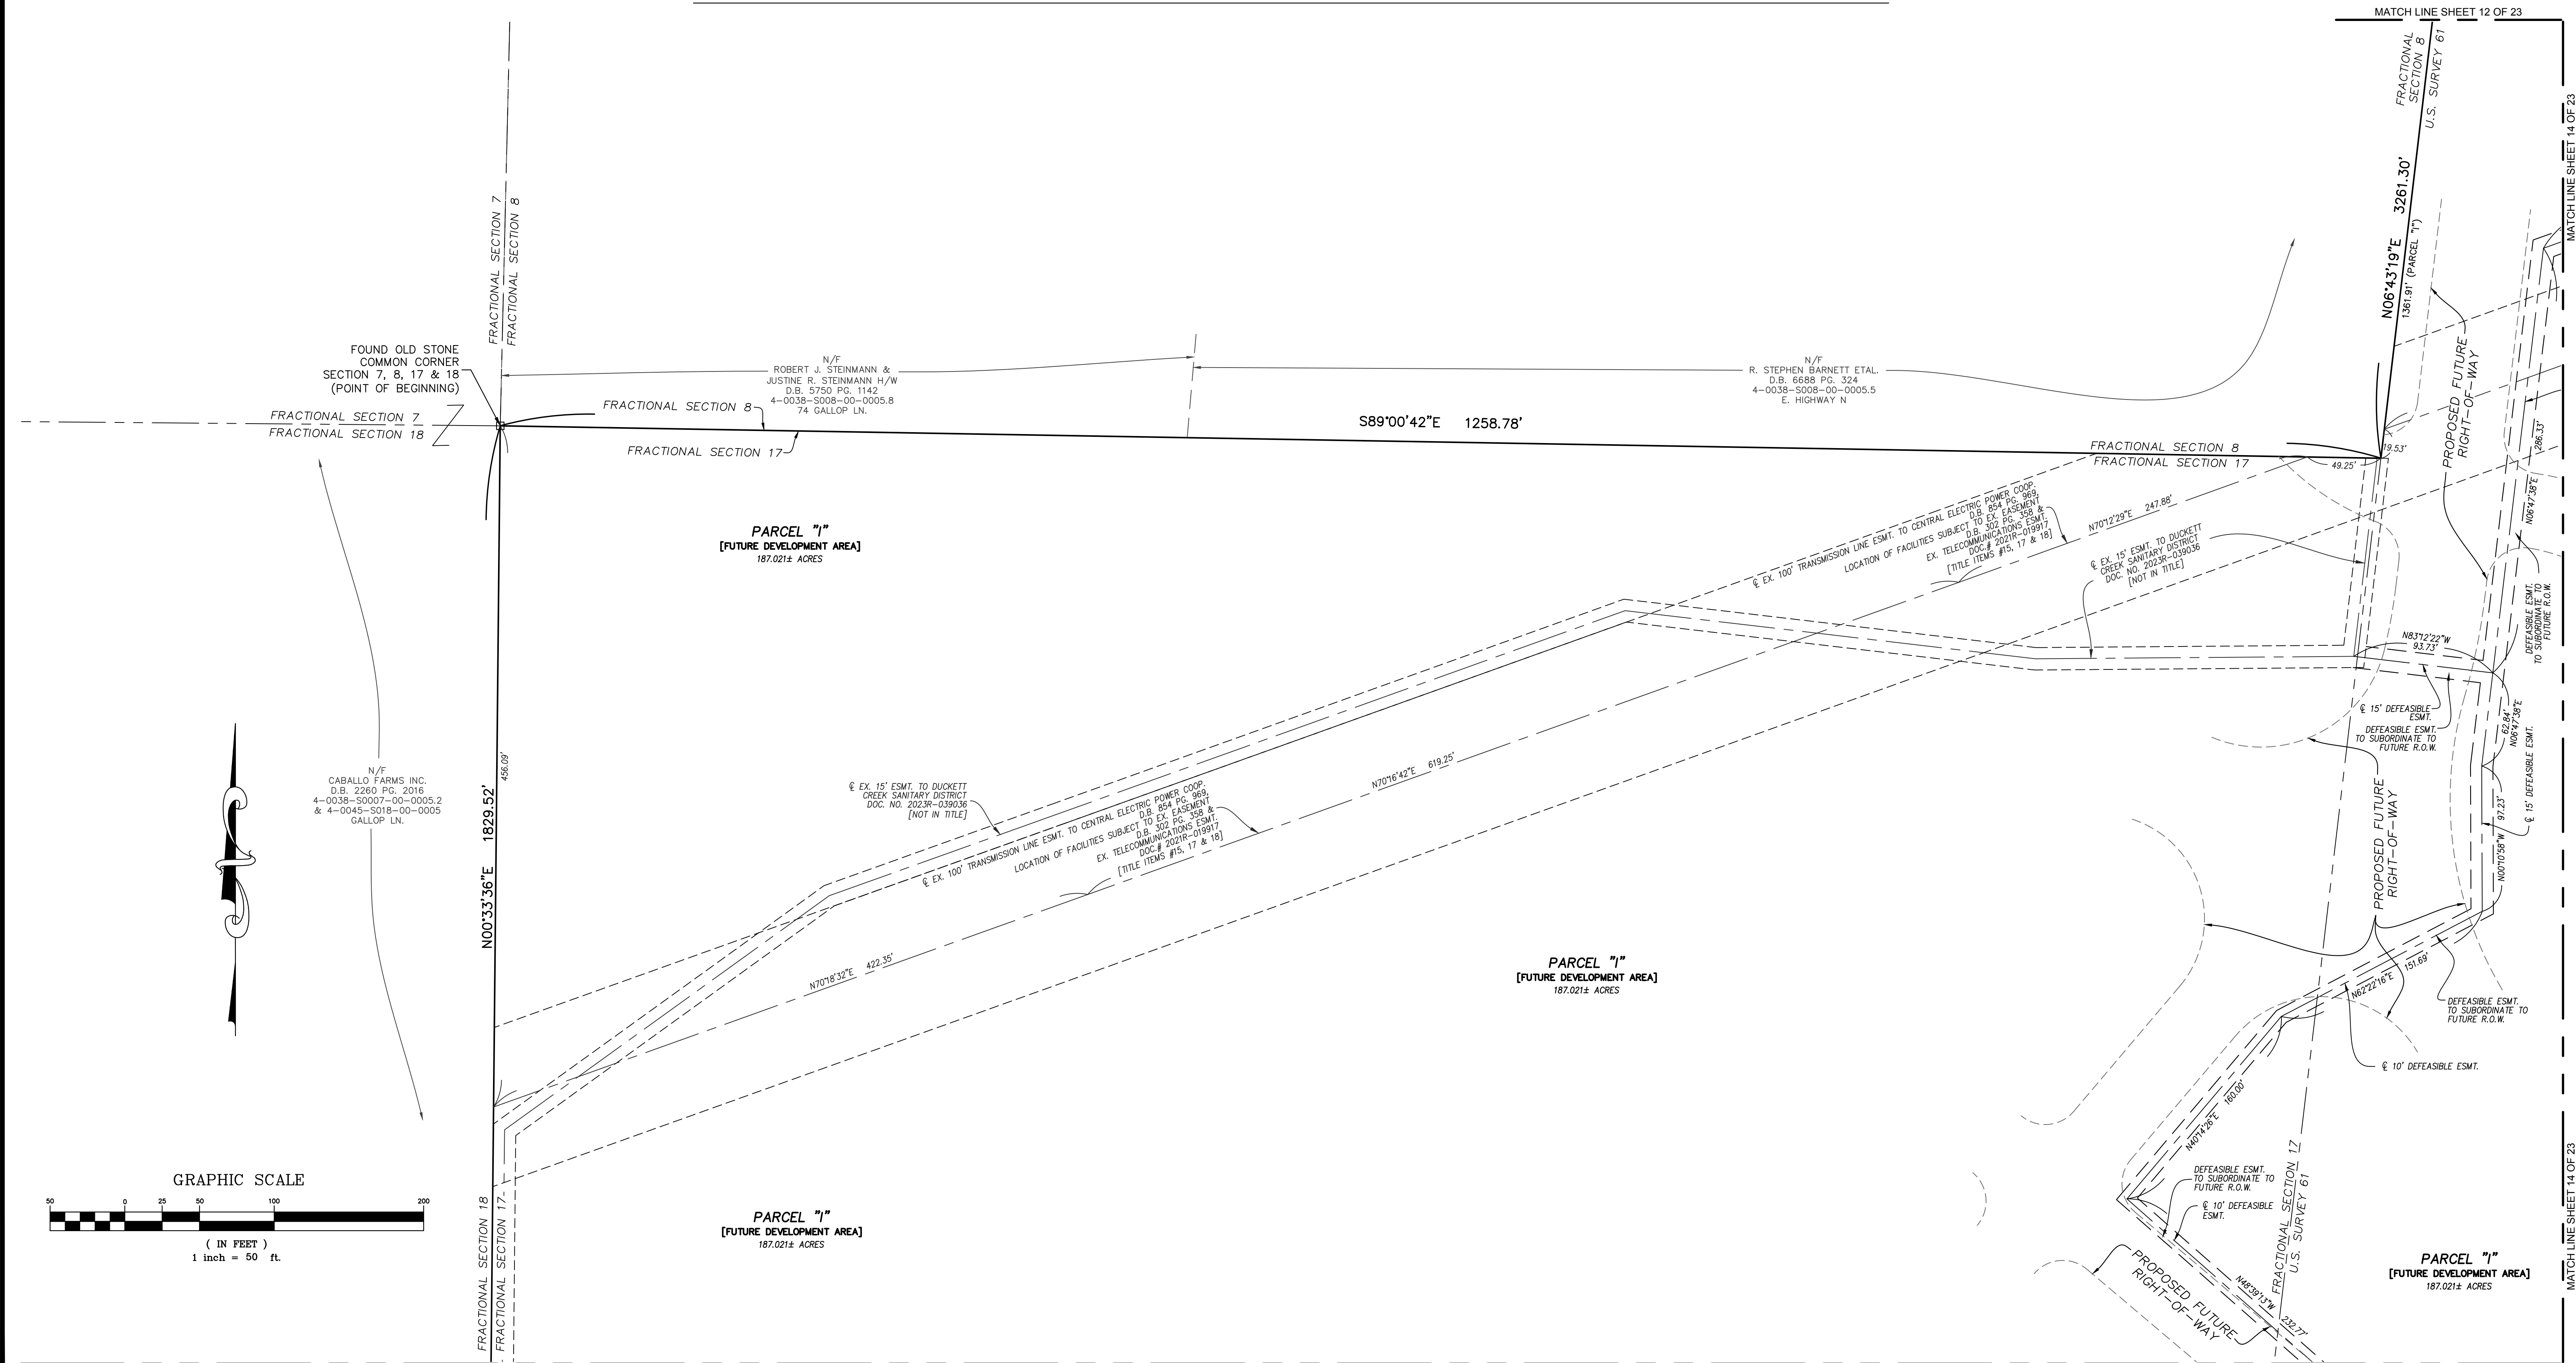 MATCH LINE SHEET 12 OF 23
FRACTIONAL
SECTION 8
U.S. SURVEY 61
MATCH LINE SHEET 14 OF 23
FRACTIONAL SECTION 7
FRACTIONAL SECTION 8
N06°43'19"E 3261.30'
1361.91' (PARCEL "I")
PROPOSED FUTURE
RIGHT-OF-WAY
FOUND OLD STONE
COMMON CORNER
SECTION 7, 8, 17 & 18
(POINT OF BEGINNING)
N/F
ROBERT J. STEINMANN &
JUSTINE R. STEINMANN H/W
D.B. 5750 PG. 1142
4-0038-S008-00-0005.8
74 GALLOP LN.
N/F
R. STEPHEN BARNETT ETAL.
D.B. 6688 PG. 324
4-0038-S008-00-0005.5
E. HIGHWAY N
FRACTIONAL SECTION 7
FRACTIONAL SECTION 18
FRACTIONAL SECTION 8
FRACTIONAL SECTION 17
S89°00'42"E 1258.78'
FRACTIONAL SECTION 8
FRACTIONAL SECTION 17
49.25'
19.53'
286.33'
N06°47'38"E
PARCEL "I"
[FUTURE DEVELOPMENT AREA]
187.021± ACRES
℄ EX. 100' TRANSMISSION LINE ESMT. TO CENTRAL ELECTRIC POWER COOP.
D.B. 854 PG. 969,
LOCATION OF FACILITIES SUBJECT TO EX. EASEMENT
D.B. 302 PG. 358 &
EX. TELECOMMUNICATIONS ESMT.
DOC.# 2021R-019917
[TITLE ITEMS #15, 17 & 18]
N70°12'29"E 247.88'
℄ EX. 15' ESMT. TO DUCKETT
CREEK SANITARY DISTRICT
DOC. NO. 2023R-039036
[NOT IN TITLE]
DEFEASIBLE ESMT.
TO SUBORDINATE TO
FUTURE R.O.W.
N83°12'22"W
93.73'
℄ 15' DEFEASIBLE
ESMT.
DEFEASIBLE ESMT.
TO SUBORDINATE TO
FUTURE R.O.W.
62.84'
N06°47'38"E
℄ 15' DEFEASIBLE ESMT.
N00°10'58"W 97.23'
PROPOSED FUTURE
RIGHT-OF-WAY
N/F
CABALLO FARMS INC.
D.B. 2260 PG. 2016
4-0038-S0007-00-0005.2
& 4-0045-S018-00-0005
GALLOP LN.
456.09'
N00°33'36"E 1829.52'
℄ EX. 15' ESMT. TO DUCKETT
CREEK SANITARY DISTRICT
DOC. NO. 2023R-039036
[NOT IN TITLE]
℄ EX. 100' TRANSMISSION LINE ESMT. TO CENTRAL ELECTRIC POWER COOP.
D.B. 854 PG. 969,
LOCATION OF FACILITIES SUBJECT TO EX. EASEMENT
D.B. 302 PG. 358 &
EX. TELECOMMUNICATIONS ESMT.
DOC.# 2021R-019917
[TITLE ITEMS #15, 17 & 18]
N70°16'42"E 619.25'
N70°18'32"E 422.35'
PARCEL "I"
[FUTURE DEVELOPMENT AREA]
187.021± ACRES
N62°22'16"E 151.69'
DEFEASIBLE ESMT.
TO SUBORDINATE TO
FUTURE R.O.W.
℄ 10' DEFEASIBLE ESMT.
N40°14'26"E 160.00'
DEFEASIBLE ESMT.
TO SUBORDINATE TO
FUTURE R.O.W.
℄ 10' DEFEASIBLE
ESMT.
FRACTIONAL SECTION 17
U.S. SURVEY 61
PROPOSED FUTURE
RIGHT-OF-WAY
N48°39'13"W 232.77'
GRAPHIC SCALE
50 0 25 50 100 200
( IN FEET )
1 inch = 50 ft.
FRACTIONAL SECTION 18
FRACTIONAL SECTION 17
PARCEL "I"
[FUTURE DEVELOPMENT AREA]
187.021± ACRES
PARCEL "I"
[FUTURE DEVELOPMENT AREA]
187.021± ACRES
MATCH LINE SHEET 14 OF 23